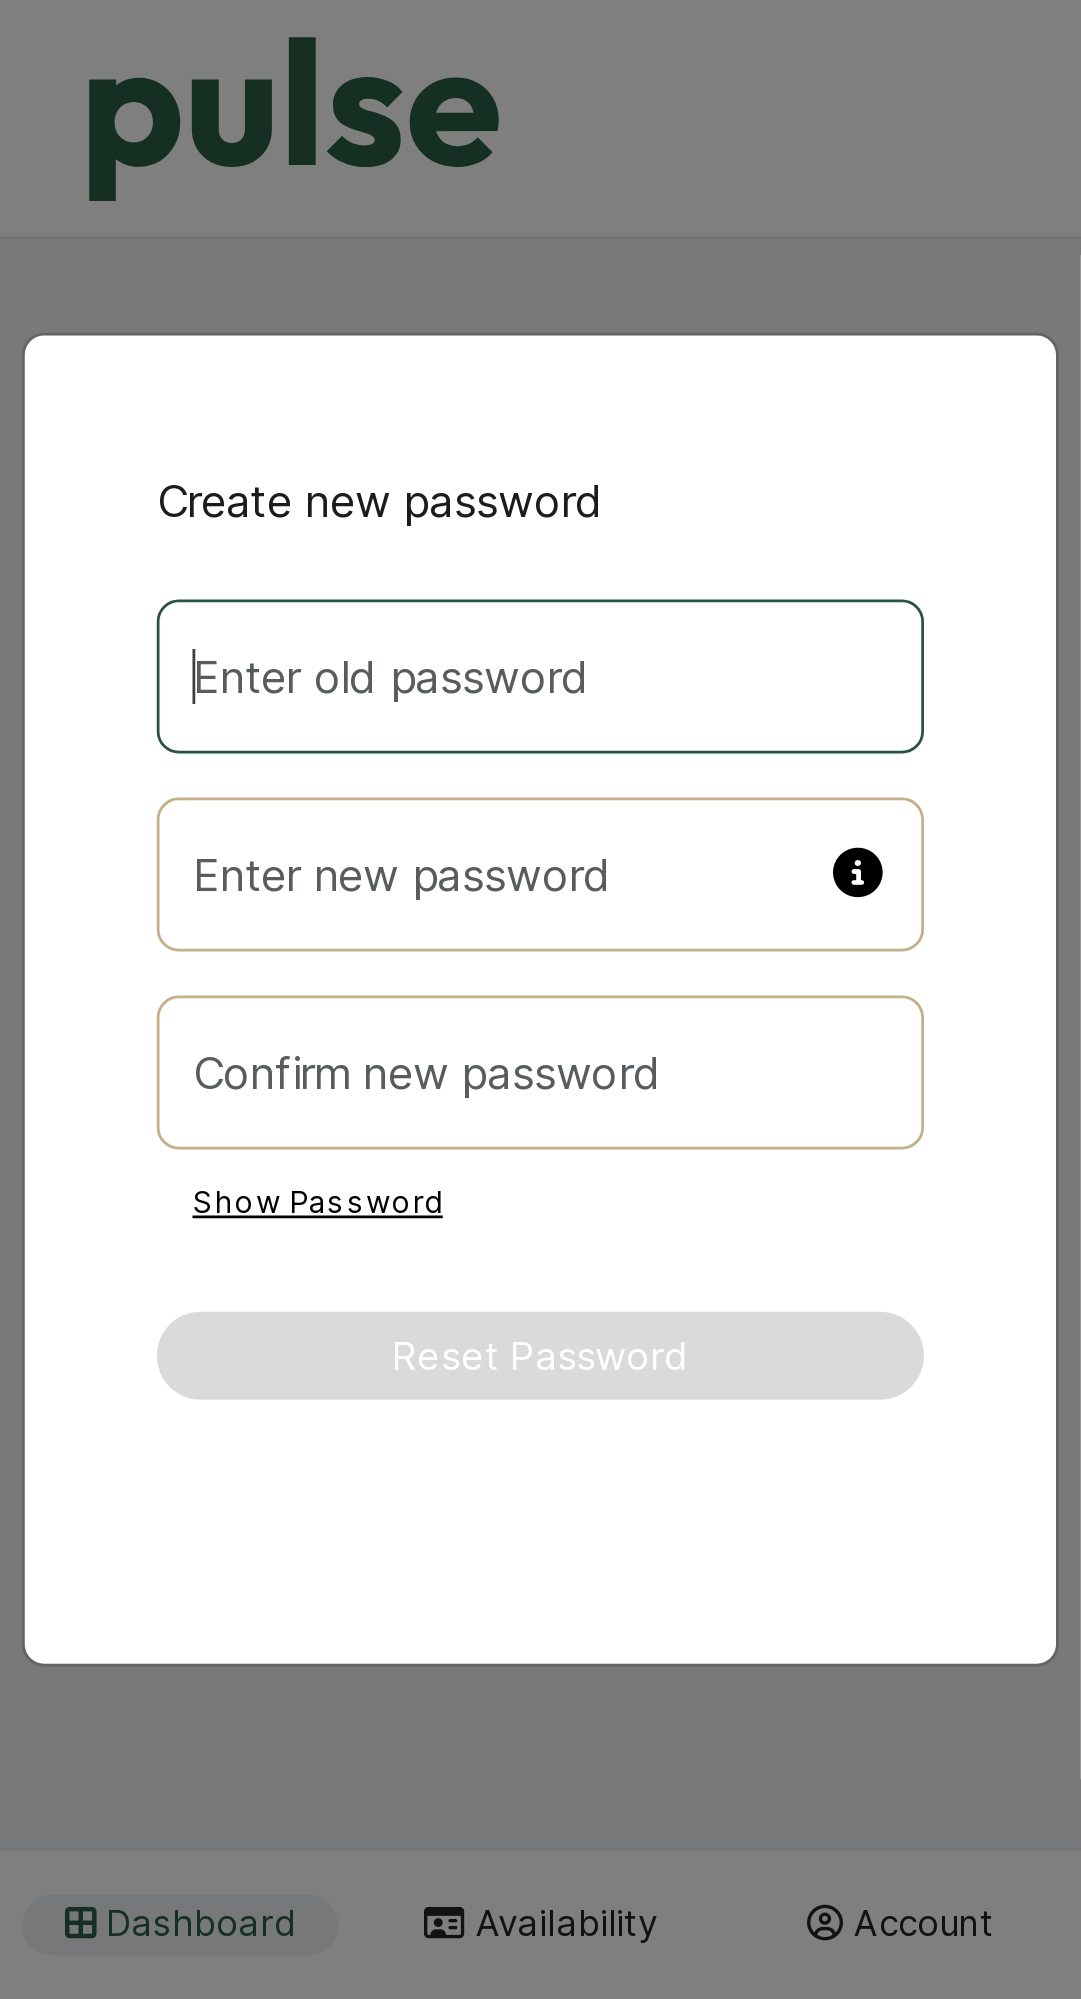 pulse
Create new password
Enter old password
Enter new password
Confirm new password
Show Password
Reset Password
Dashboard
Availability
Account